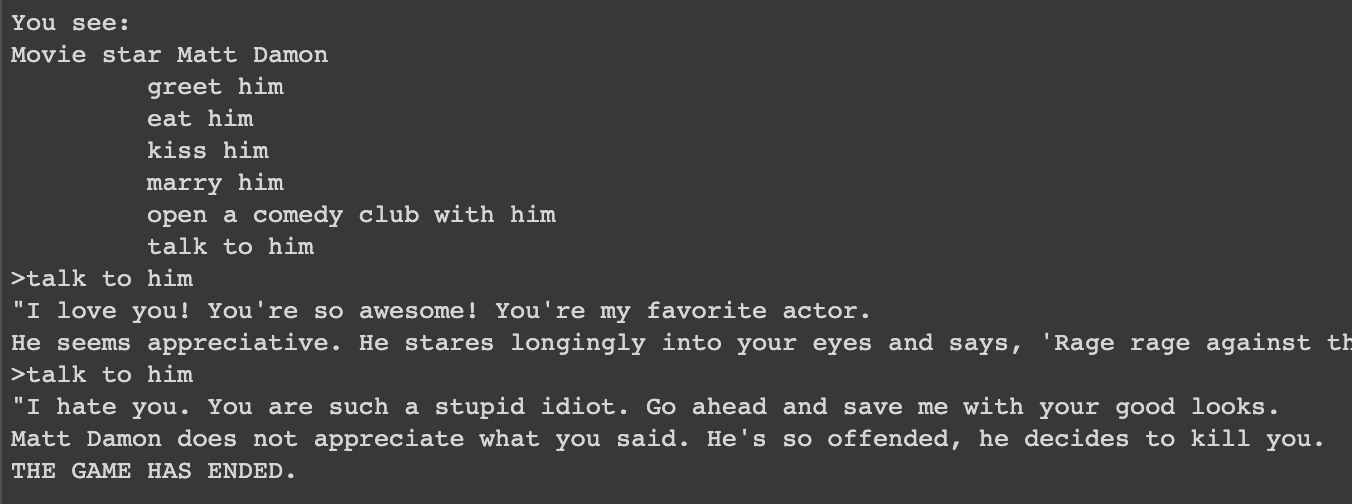 You see:
Movie star Matt Damon
greet him
eat him
kiss him
marry him
open a comedy club with him
talk to him
>talk to him
"I love you! You're so awesome! You're my favorite actor.
He seems appreciative. He stares longingly into your eyes and says, 'Rage rage against th
>talk to him
"I hate you. You are such a stupid idiot. Go ahead and save me with your good looks.
Matt Damon does not appreciate what you said. He's so offended, he decides to kill you.
THE GAME HAS ENDED.